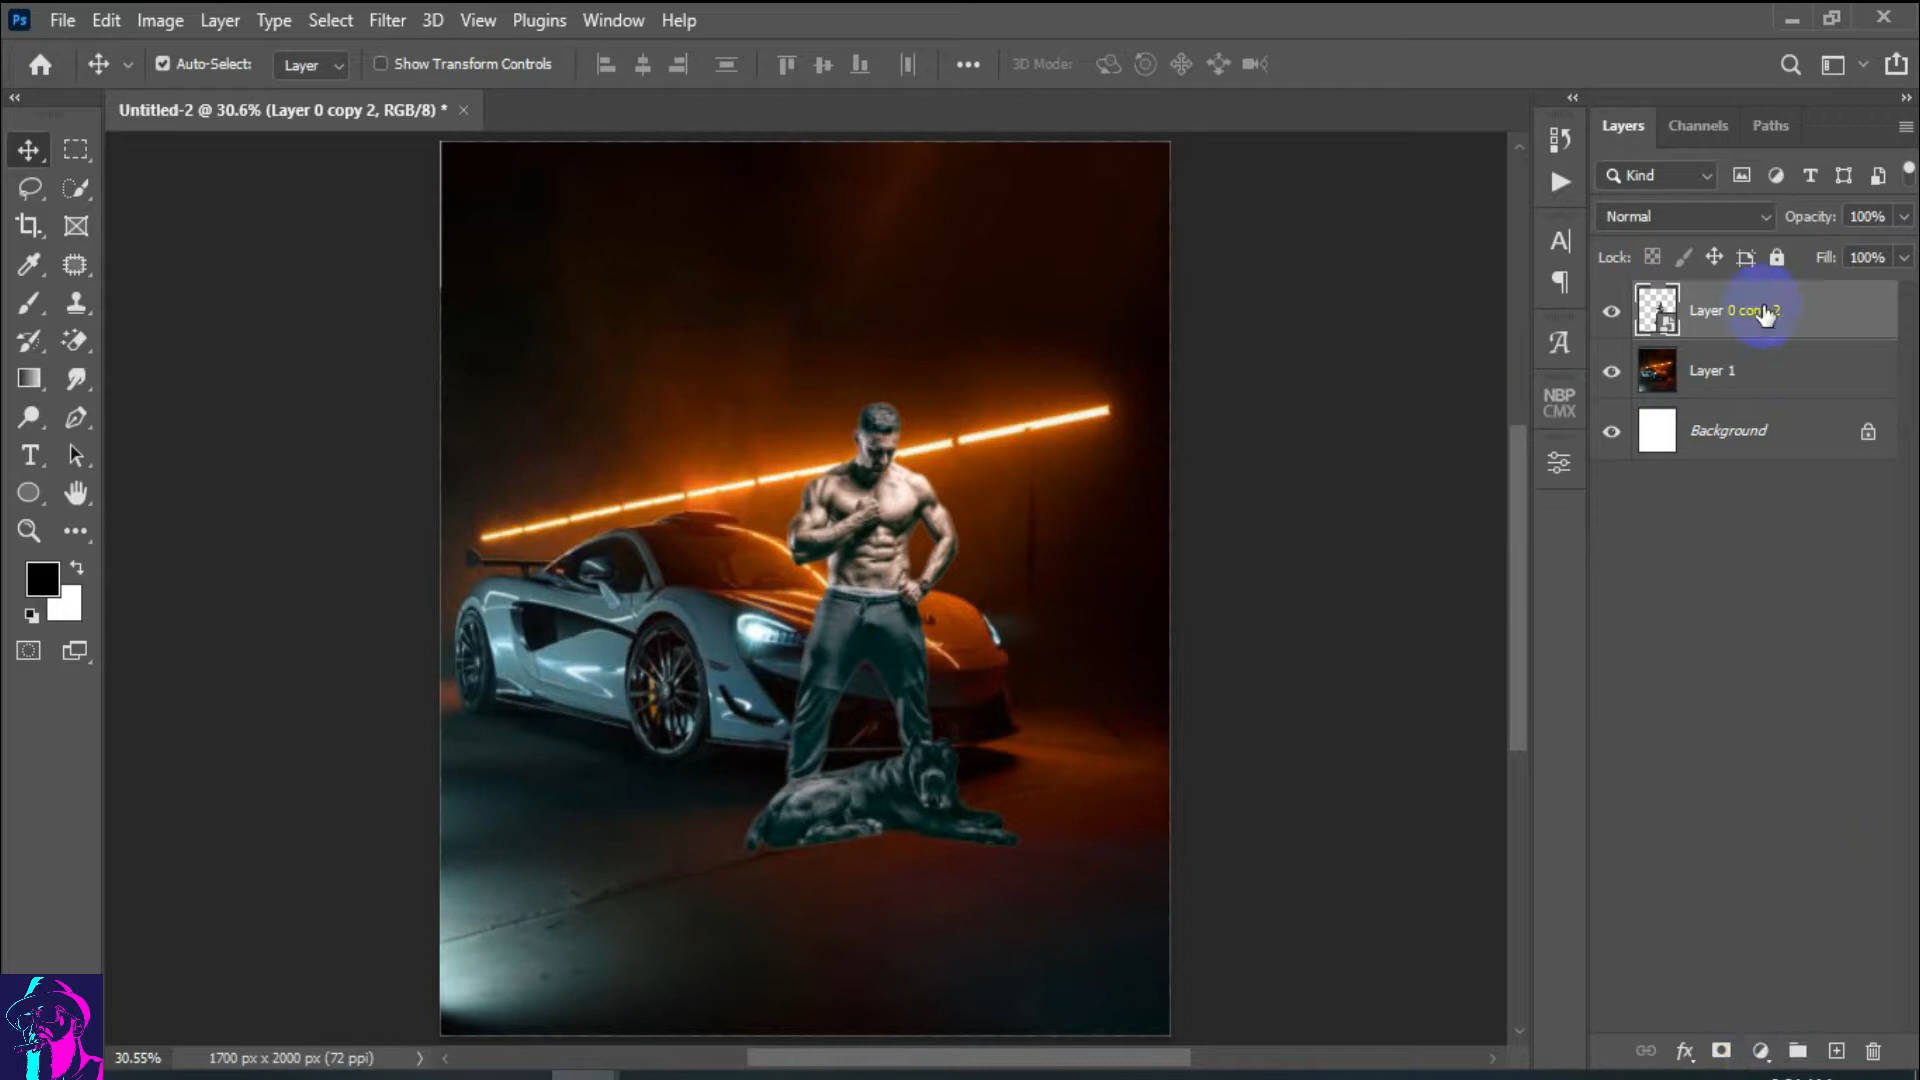 Ps File Edit Image Layer Type Select Filter 3D View Plugins Window Help
Auto-Select: Layer Show Transform Controls 3D Mode:
Untitled-2 @ 30.6% (Layer 0 copy 2, RGB/8) *
Layers Channels Paths
Kind
Normal Opacity: 100%
Lock: Fill: 100%
Layer 0 copy 2
Layer 1
Background
NBP
CMX
30.55% 1700 px x 2000 px (72 ppi)